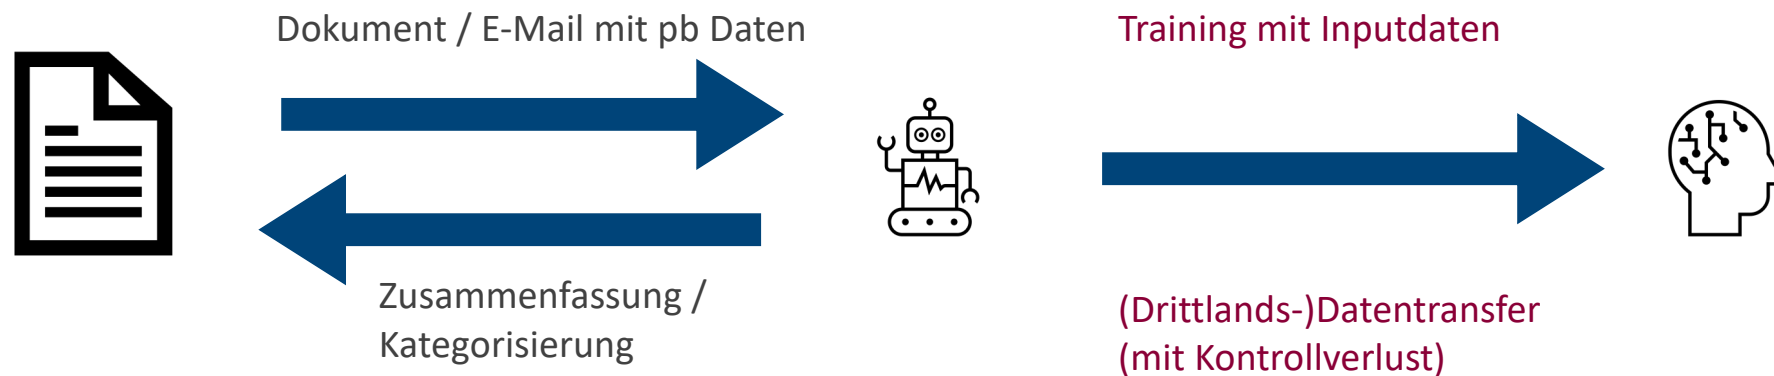 Dokument / E-Mail mit pb Daten
Zusammenfassung /
Kategorisierung
Training mit Inputdaten
(Drittlands-)Datentransfer
(mit Kontrollverlust)